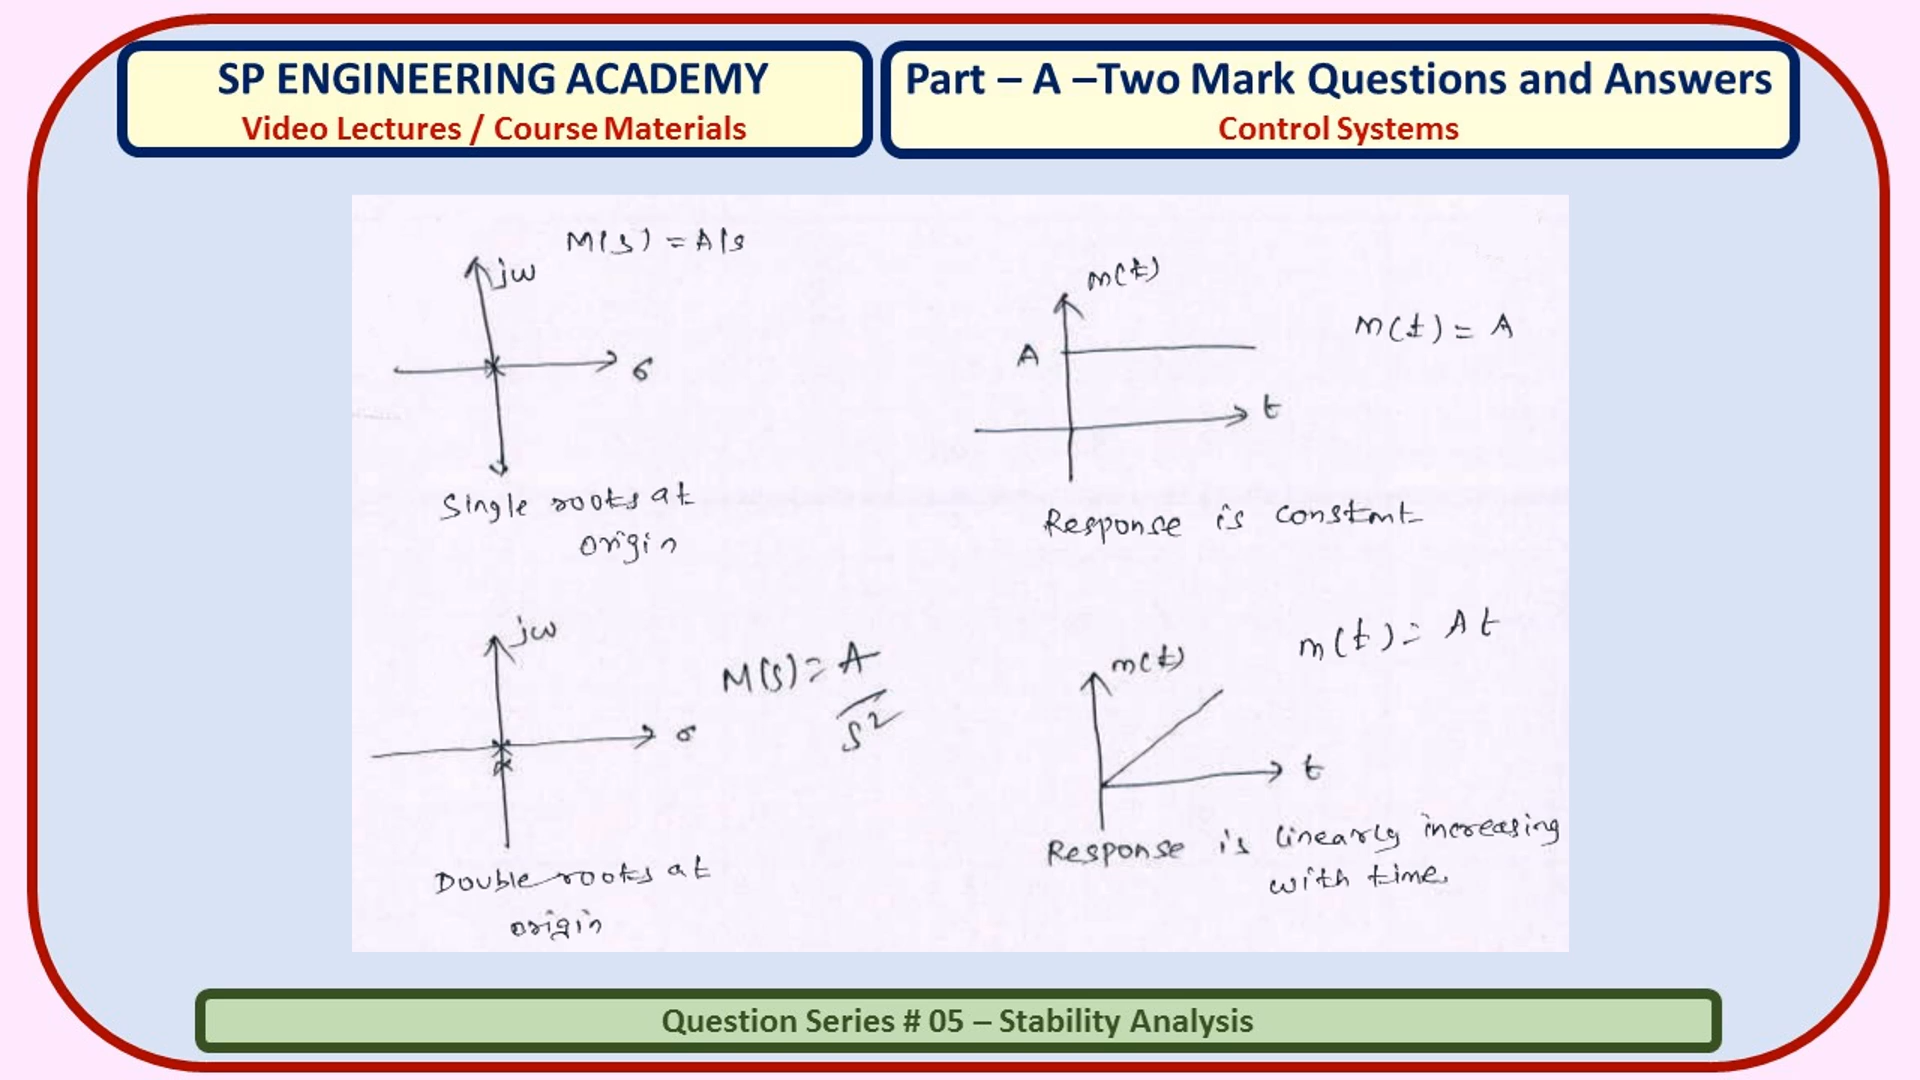 SP ENGINEERING ACADEMY
Video Lectures / Course Materials
Part – A –Two Mark Questions and Answers
Control Systems
M(s) = A/s
jω
σ
Single roots at
origin
m(t)
m(t) = A
A
t
Response is constant
jω
M(s) = A
s²
σ
Double roots at
origin
m(t) = At
m(t)
t
Response is linearly increasing
with time
Question Series # 05 – Stability Analysis